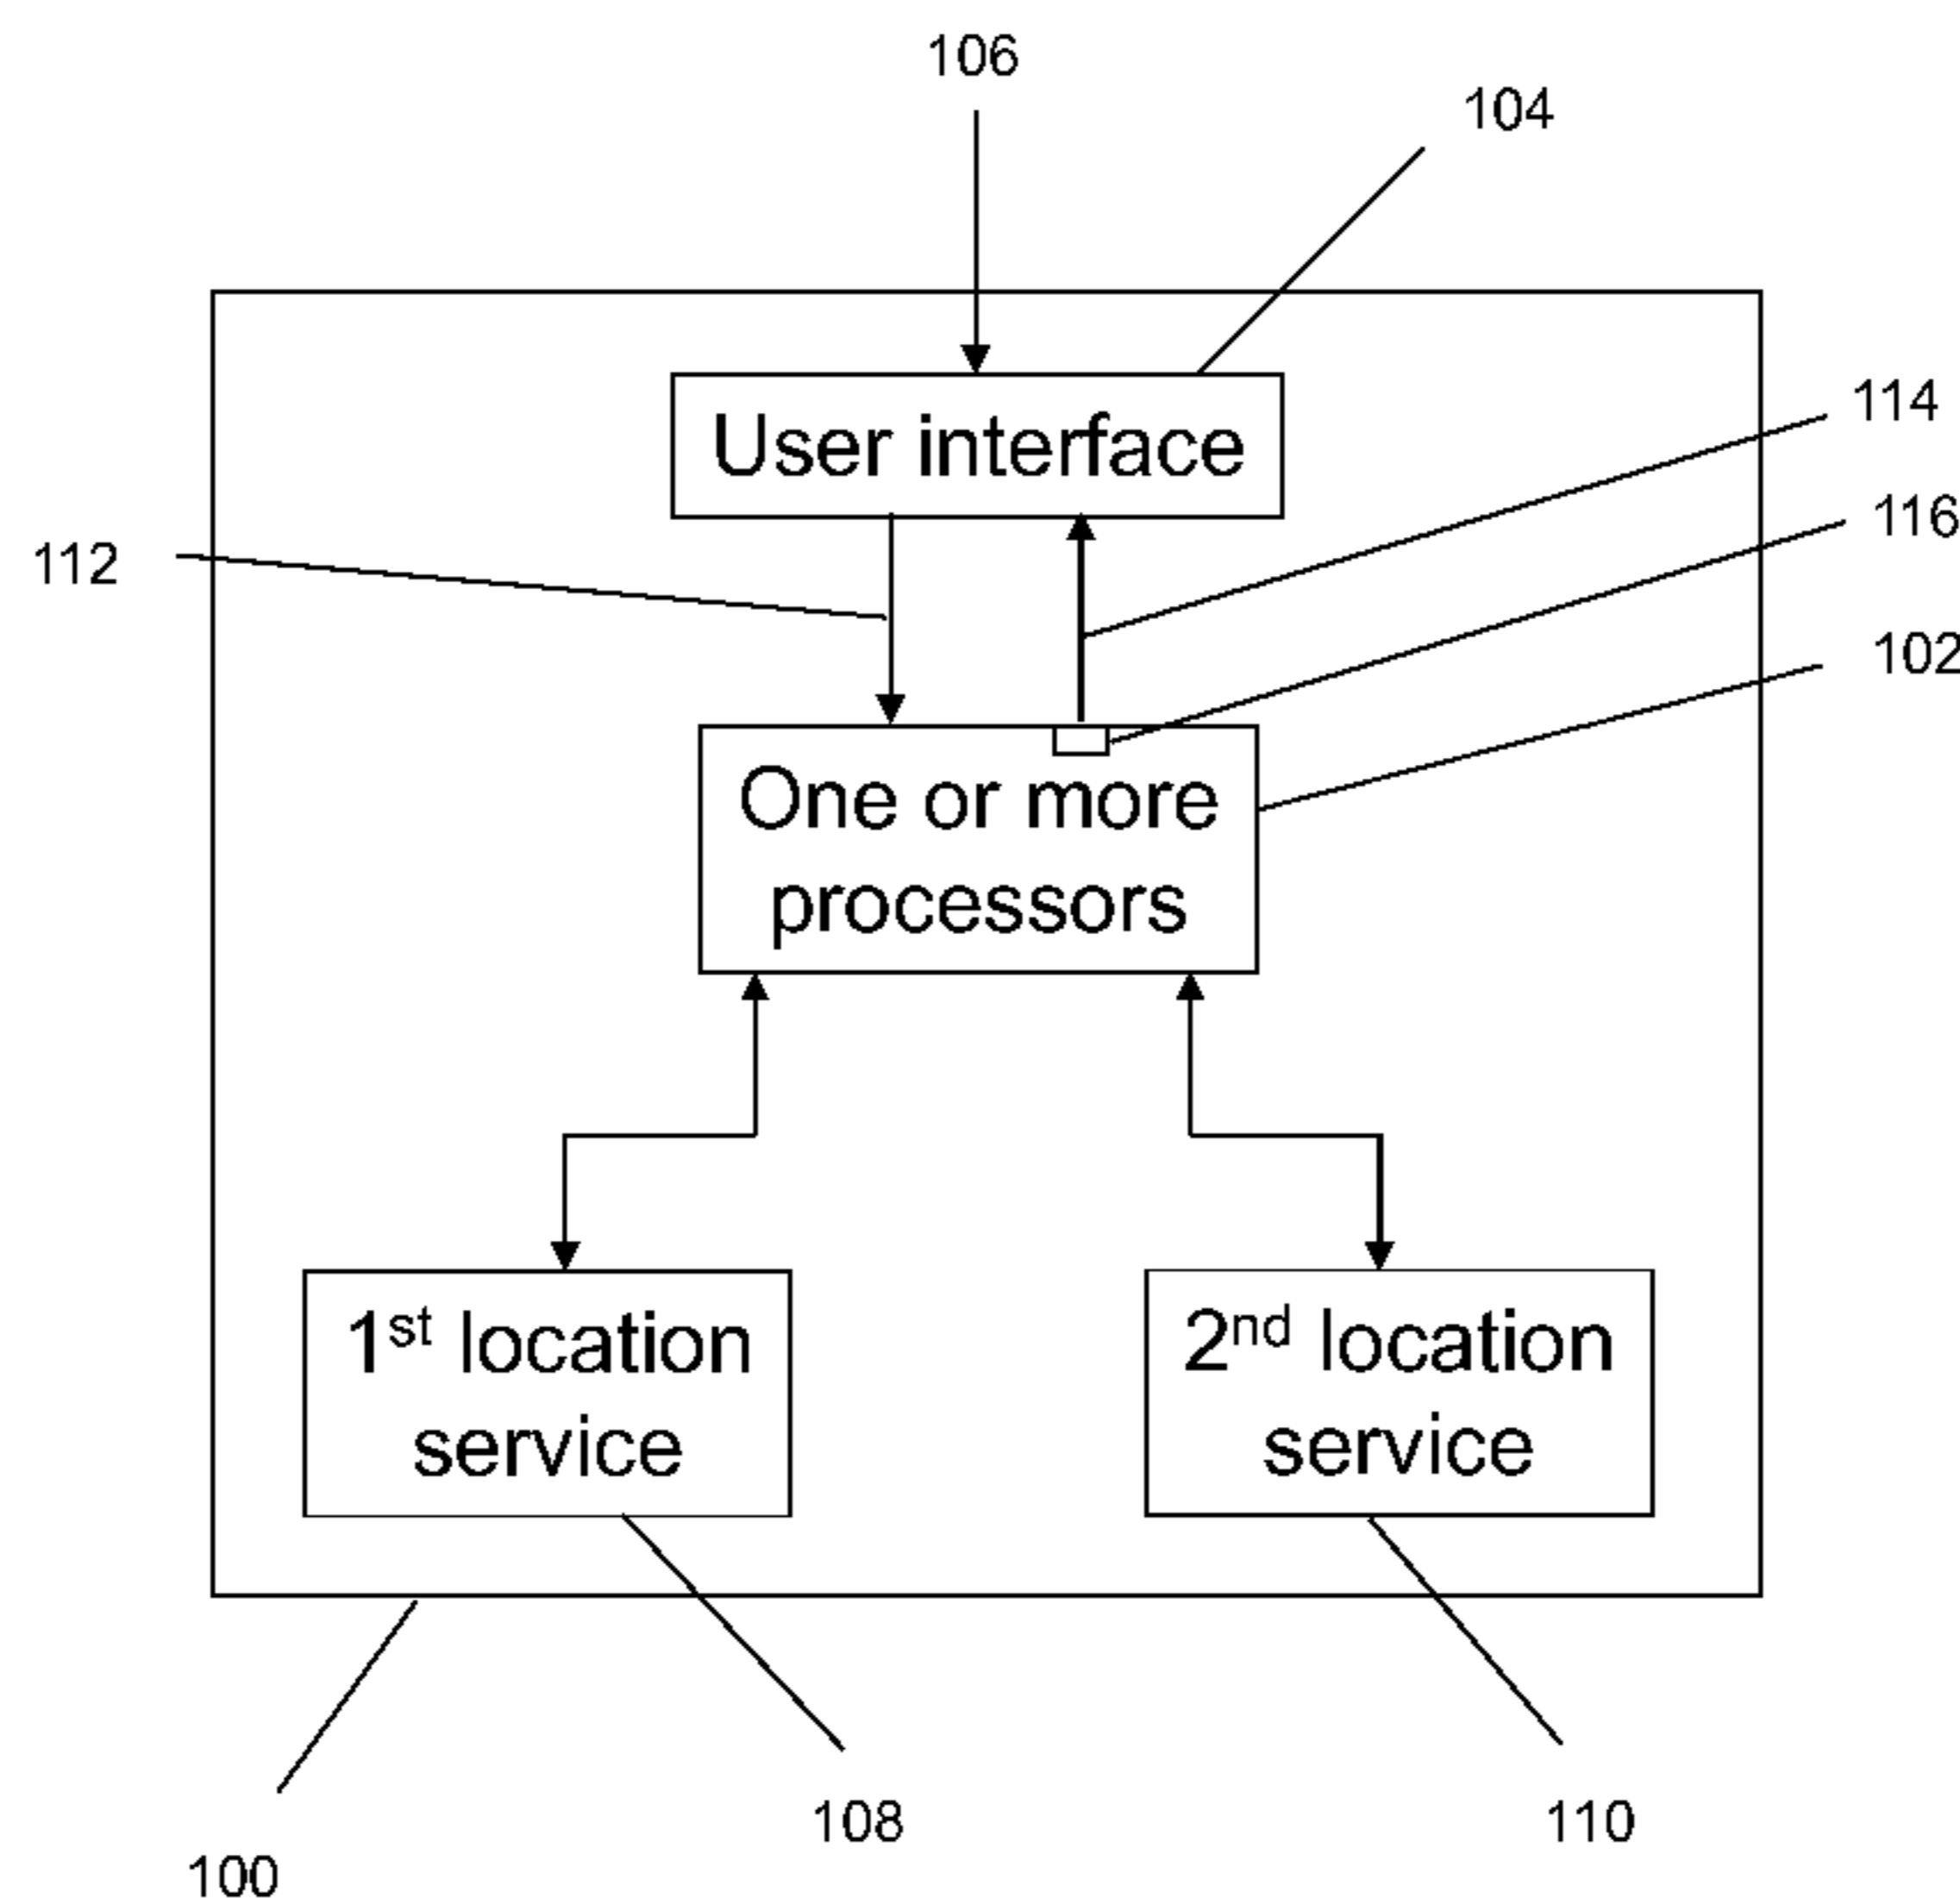 106
104
User interface
114
116
112
102
One or more
processors
1st location
service
2nd location
service
108
110
100